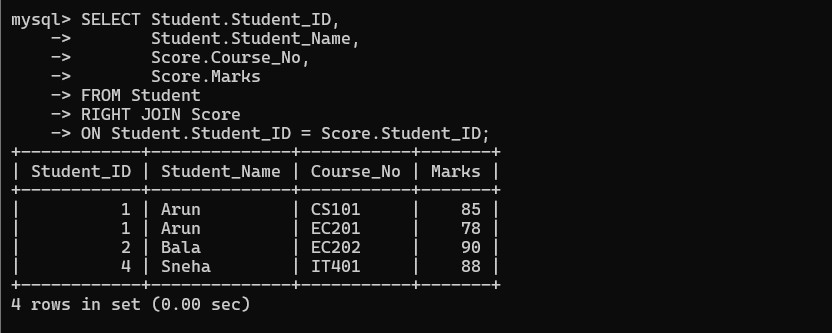 mysql> SELECT Student.Student_ID,
    ->        Student.Student_Name,
    ->        Score.Course_No,
    ->        Score.Marks
    -> FROM Student
    -> RIGHT JOIN Score
    -> ON Student.Student_ID = Score.Student_ID;
+------------+--------------+-----------+-------+
| Student_ID | Student_Name | Course_No | Marks |
+------------+--------------+-----------+-------+
|          1 | Arun         | CS101     |    85 |
|          1 | Arun         | EC201     |    78 |
|          2 | Bala         | EC202     |    90 |
|          4 | Sneha        | IT401     |    88 |
+------------+--------------+-----------+-------+
4 rows in set (0.00 sec)